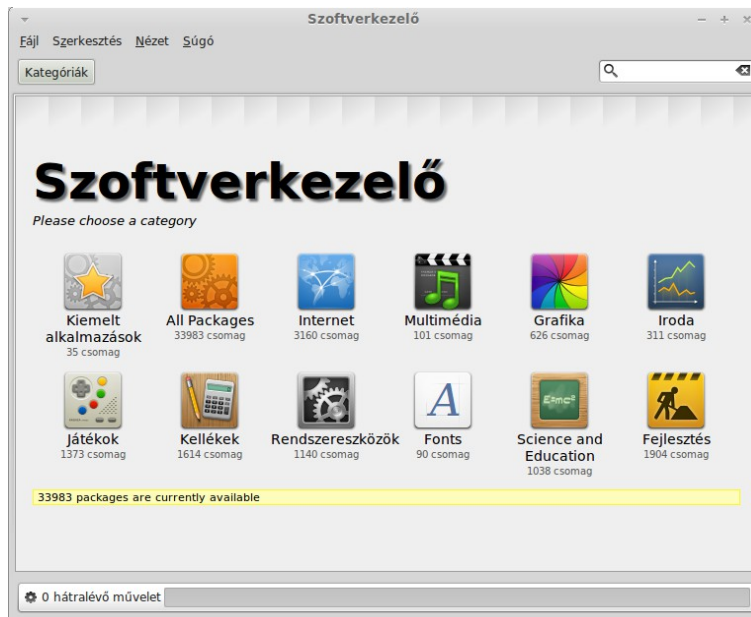 Szoftverkezelő
Fájl Szerkesztés Nézet Súgó
Kategóriák
Szoftverkezelő
Please choose a category
Kiemelt alkalmazások
35 csomag
All Packages
33983 csomag
Internet
3160 csomag
Multimédia
101 csomag
Grafika
626 csomag
Iroda
311 csomag
Játékok
1373 csomag
Kellékek
1614 csomag
Rendszereszközök
1140 csomag
A
Fonts
90 csomag
E=mc²
Science and Education
1038 csomag
Fejlesztés
1904 csomag
33983 packages are currently available
0 hátralévő művelet